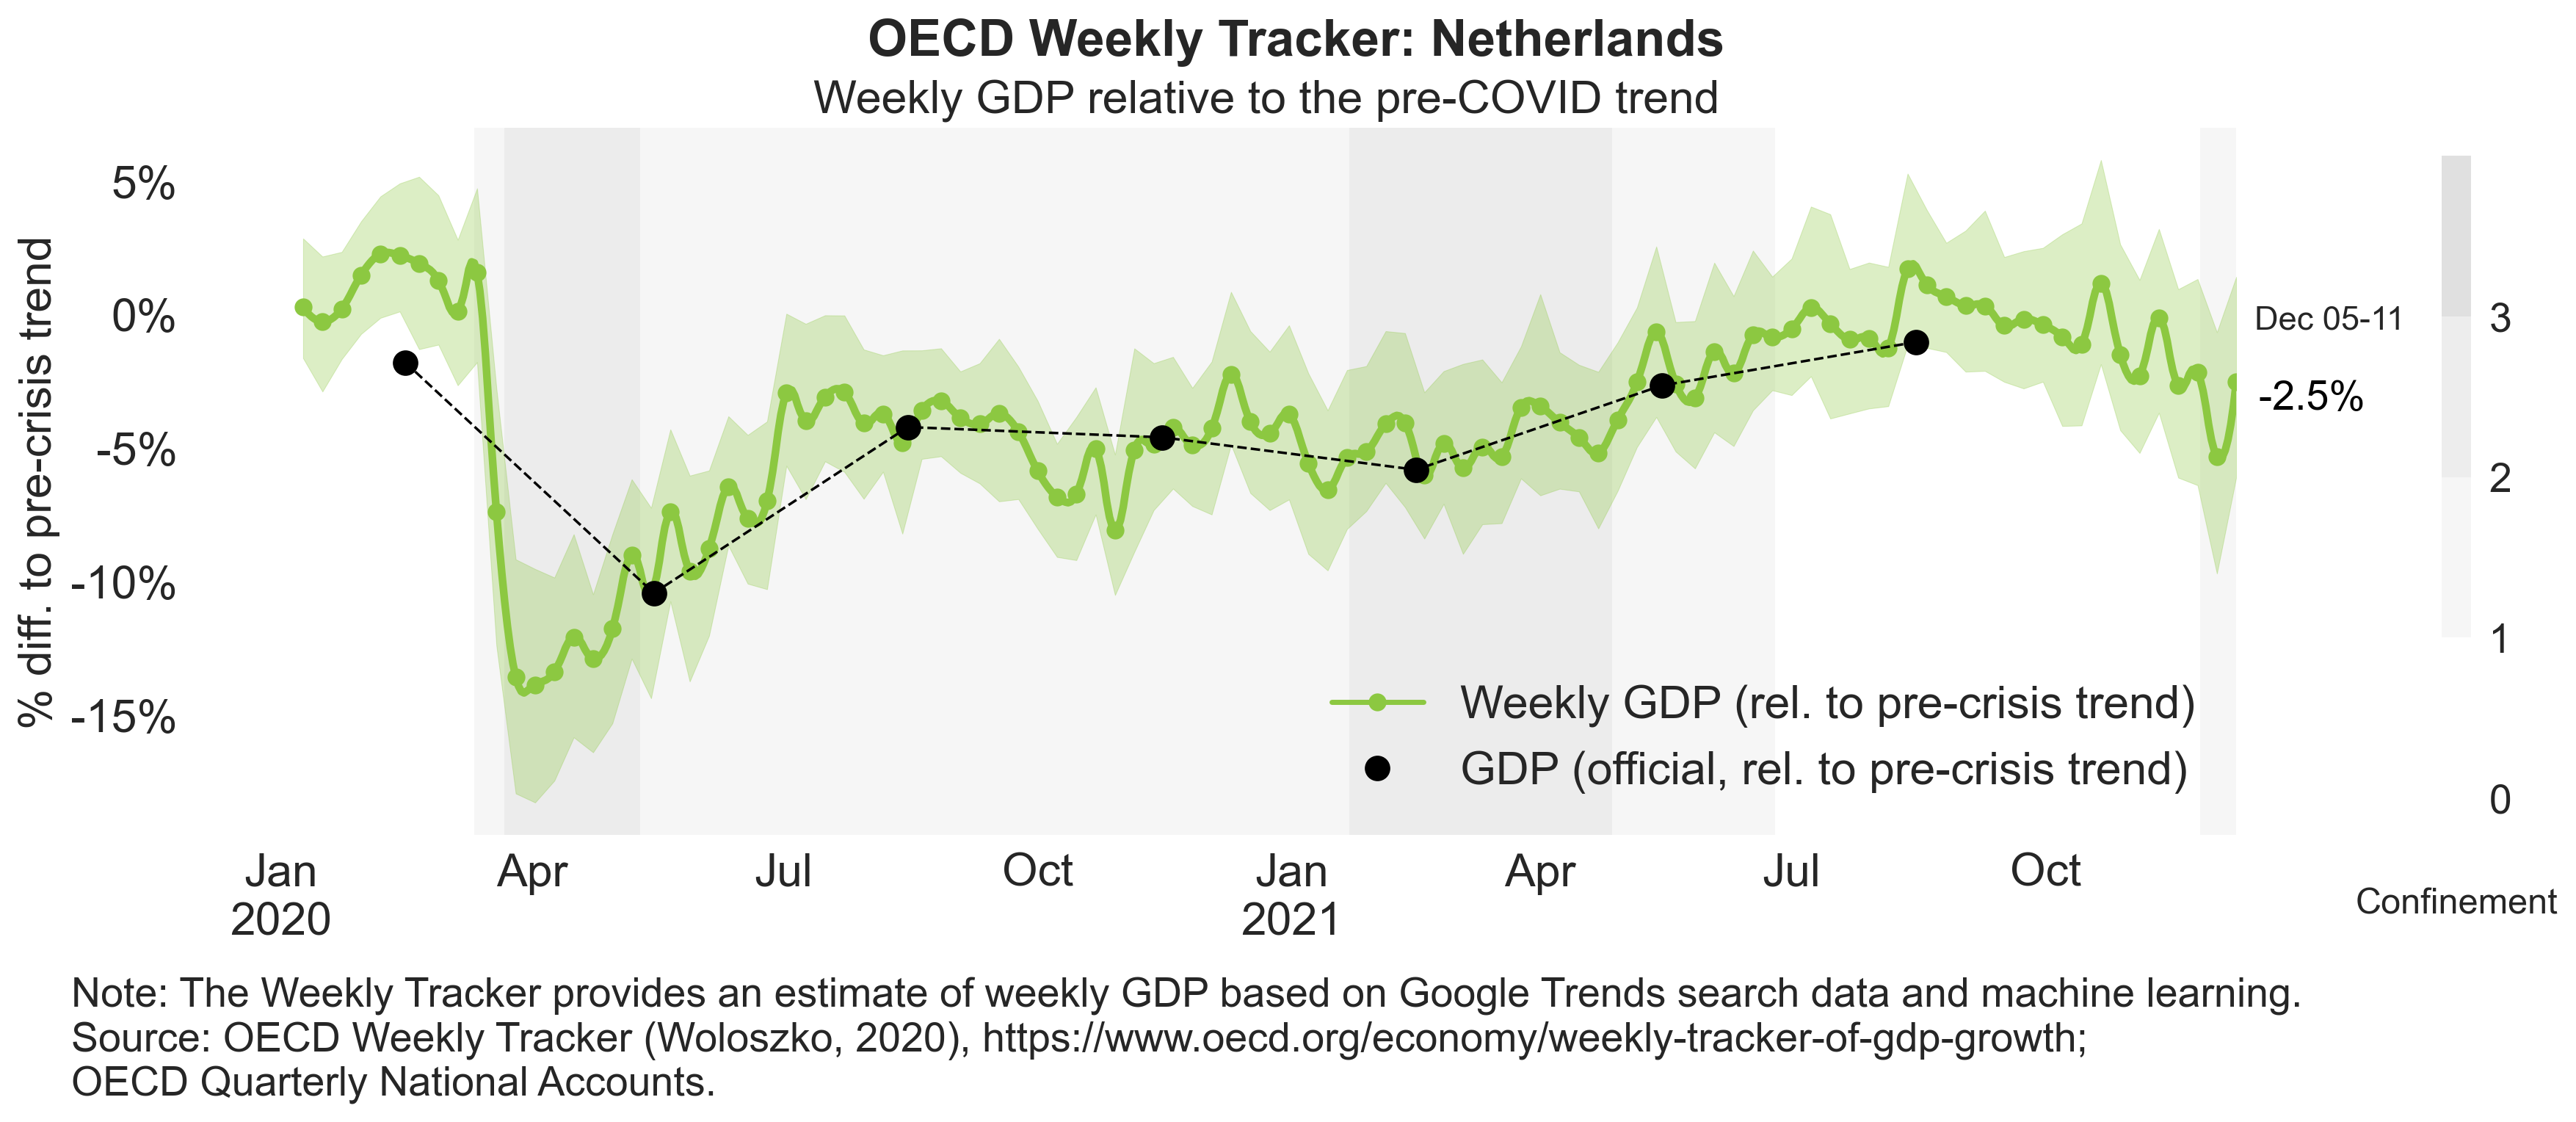 OECD Weekly Tracker: Netherlands
Weekly GDP relative to the pre-COVID trend
% diff. to pre-crisis trend
5%
0%
-5%
-10%
-15%
Dec 05-11
-2.5%
3
2
1
0
Weekly GDP (rel. to pre-crisis trend)
GDP (official, rel. to pre-crisis trend)
Jan Apr Jul Oct Jan Apr Jul Oct
2020 2021
Confinement
Note: The Weekly Tracker provides an estimate of weekly GDP based on Google Trends search data and machine learning.
Source: OECD Weekly Tracker (Woloszko, 2020), https://www.oecd.org/economy/weekly-tracker-of-gdp-growth;
OECD Quarterly National Accounts.